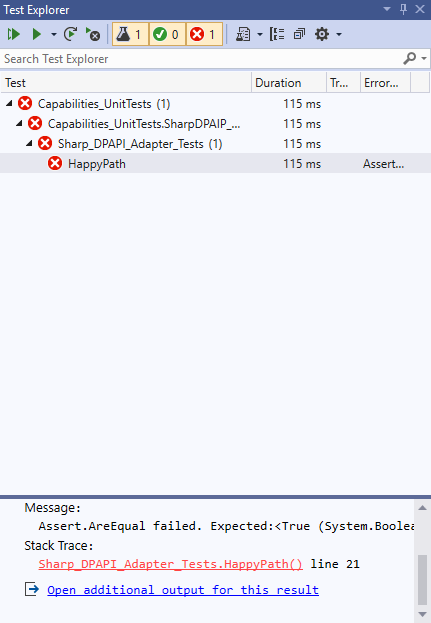 Test Explorer
1 0 1
Search Test Explorer
Test Duration Tr... Error...
Capabilities_UnitTests (1) 115 ms
Capabilities_UnitTests.SharpDPAIP_... 115 ms
Sharp_DPAPI_Adapter_Tests (1) 115 ms
HappyPath 115 ms Assert...
Message:
Assert.AreEqual failed. Expected:<True (System.Boolea
Stack Trace:
Sharp_DPAPI_Adapter_Tests.HappyPath() line 21
Open additional output for this result